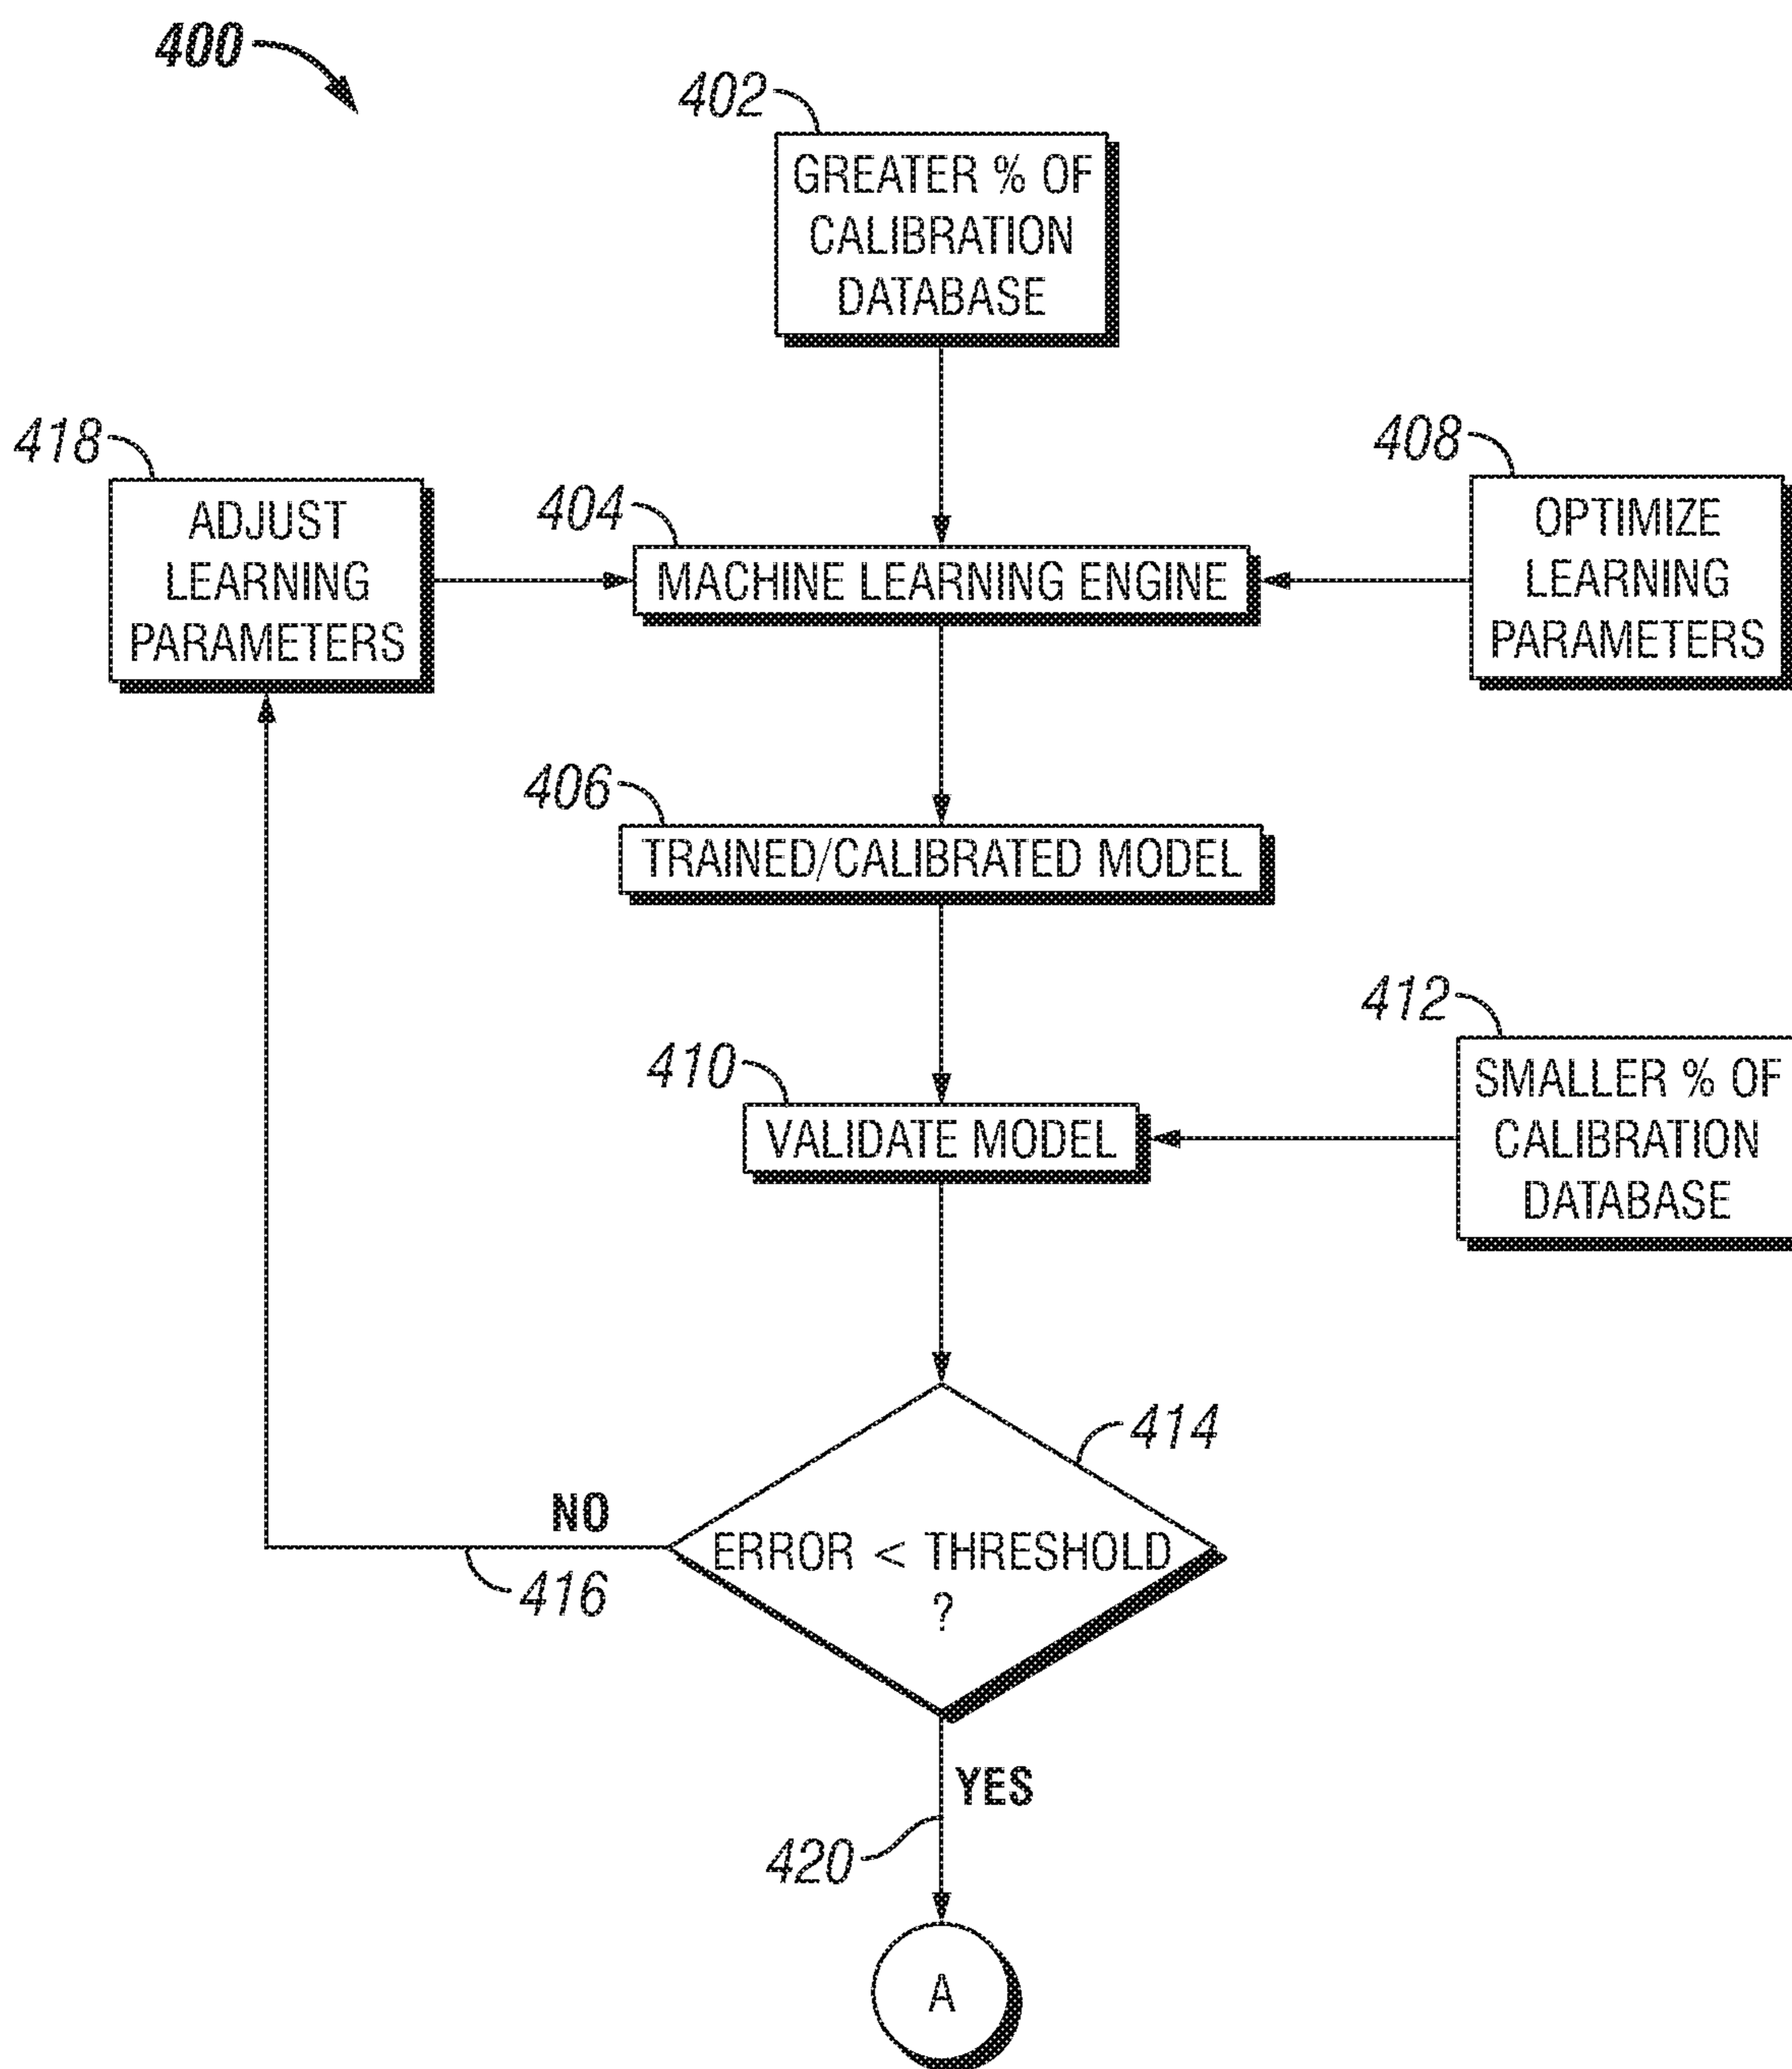 400
402
GREATER % OF
CALIBRATION
DATABASE
418
ADJUST
LEARNING
PARAMETERS
404
MACHINE LEARNING ENGINE
408
OPTIMIZE
LEARNING
PARAMETERS
406
TRAINED/CALIBRATED MODEL
410
VALIDATE MODEL
412
SMALLER % OF
CALIBRATION
DATABASE
414
ERROR < THRESHOLD
?
NO
416
YES
420
A